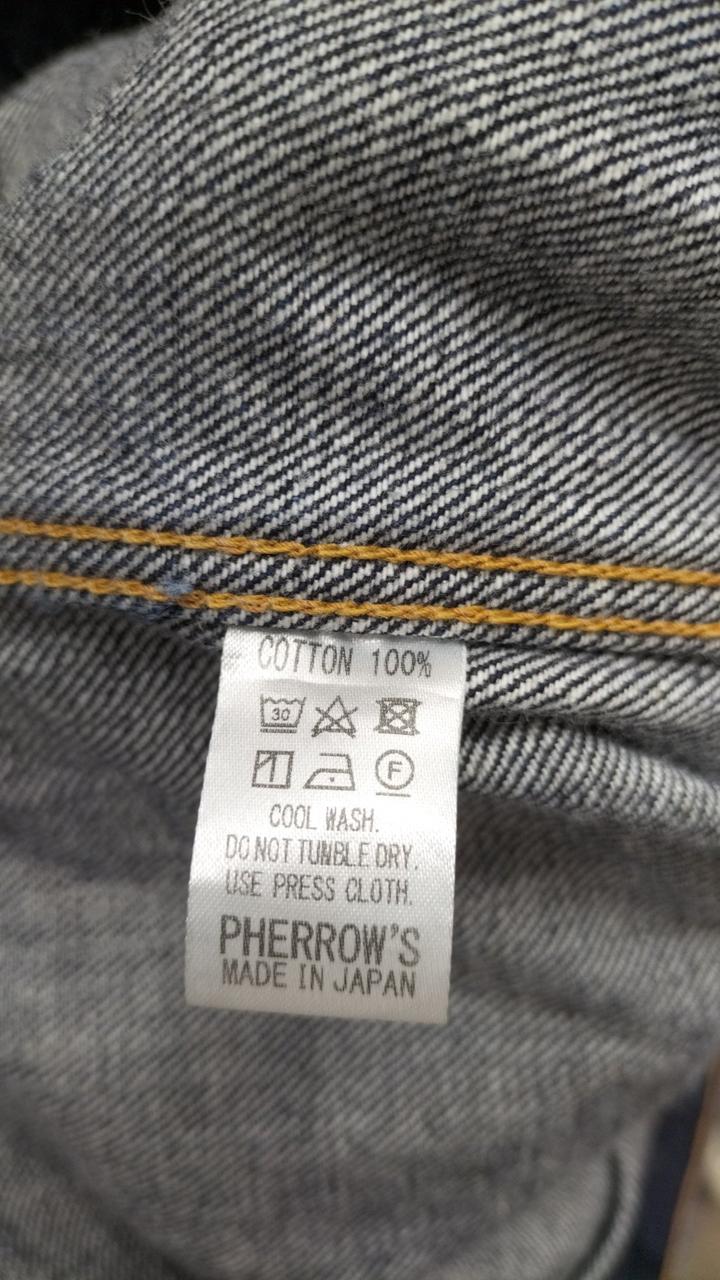 COTTON 100%
30
F
COOL WASH.
DO NOT TUMBLE DRY.
USE PRESS CLOTH.
PHERROW'S
MADE IN JAPAN